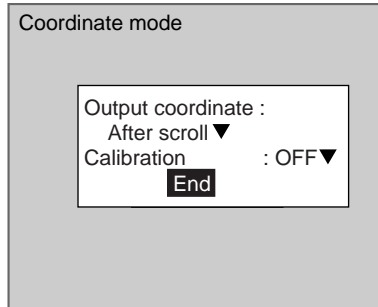 Coordinate mode
Output coordinate :
After scroll▼
Calibration : OFF▼
End